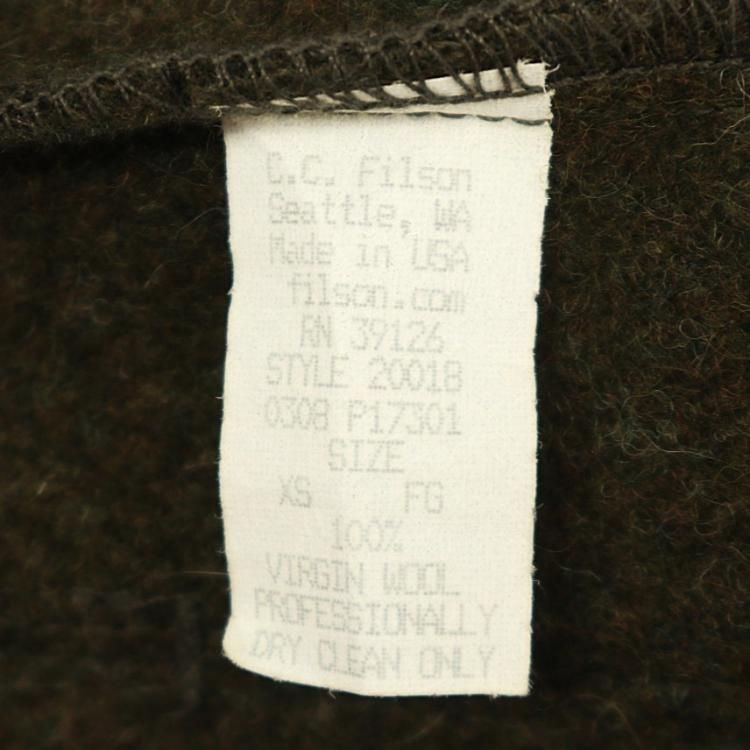 C.C. Filson
Seattle, WA
Made in USA
filson.com
RN 39126
STYLE 20018
0308 P17301
SIZE
XS FG
100%
VIRGIN WOOL
PROFESSIONALLY
DRY CLEAN ONLY